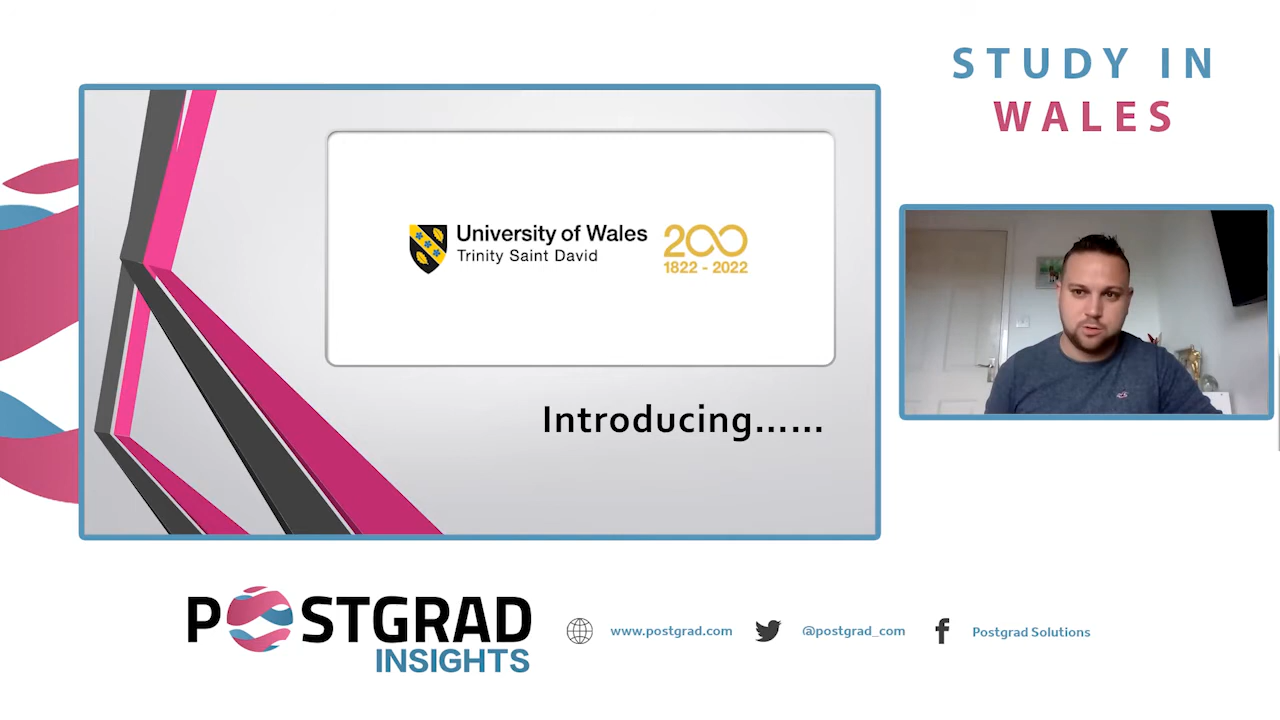 STUDY IN
WALES
University of Wales
Trinity Saint David
200
1822 - 2022
Introducing......
POSTGRAD
INSIGHTS
www.postgrad.com
@postgrad_com
Postgrad Solutions